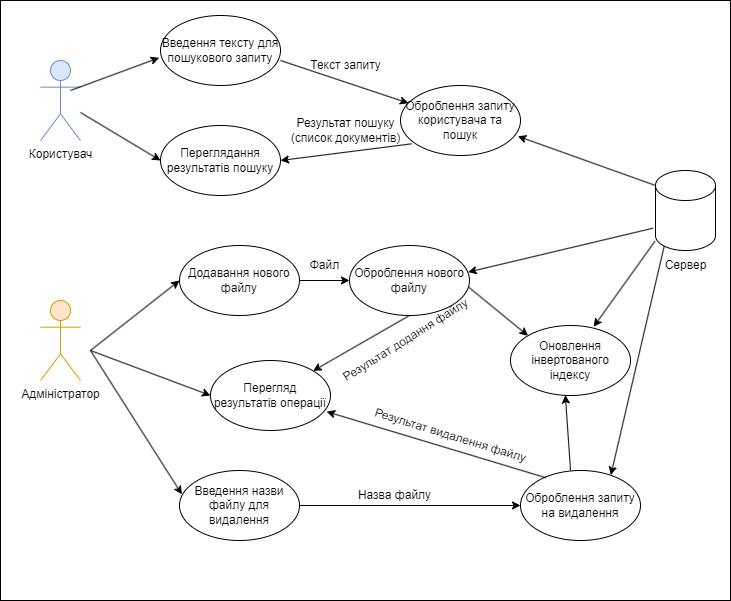 Введення тексту для
пошукового запиту
Текст запиту
Оброблення запиту
користувача та
пошук
Результат пошуку
(список документів)
Користувач
Переглядання
результатів пошуку
Сервер
Додавання нового
файлу
Файл
Оброблення нового
файлу
Результат додання файлу
Оновлення
інвертованого
індексу
Адміністратор
Перегляд
результатів операції
Результат видалення файлу
Введення назви
файлу для
видалення
Назва файлу
Оброблення запиту
на видалення